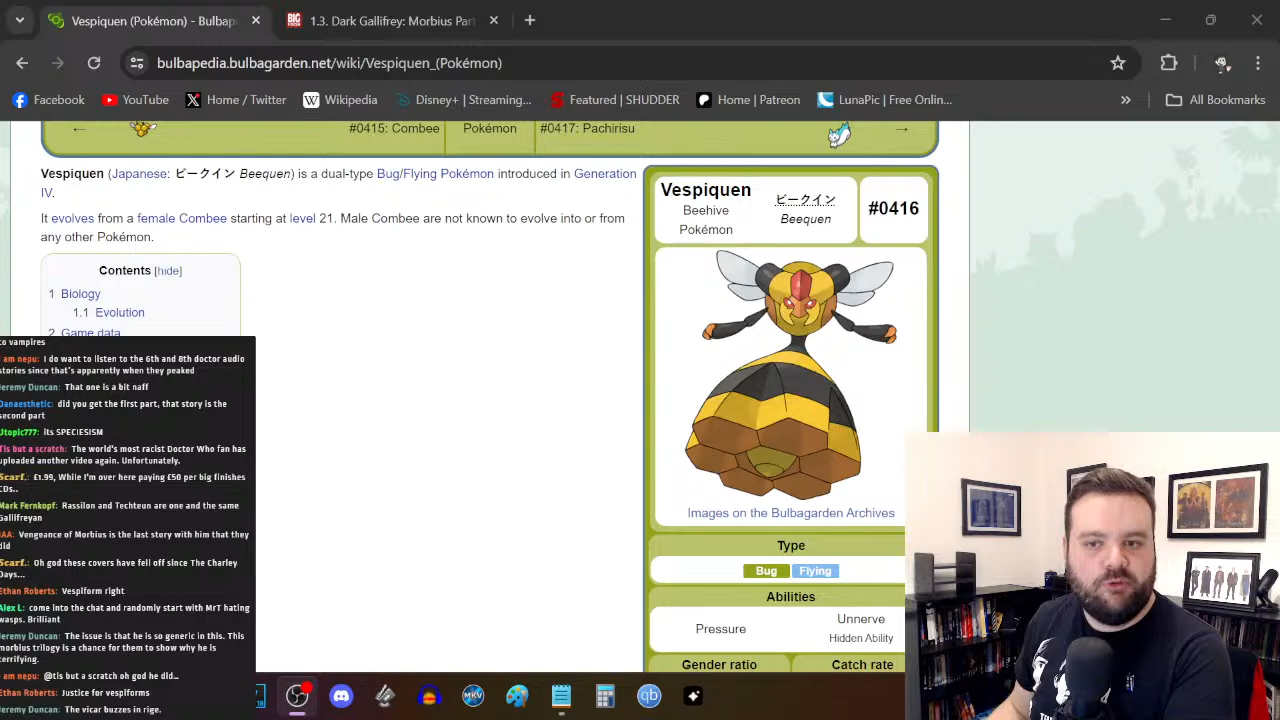 Vespiquen (Pokémon) - Bulbap
BIG FINISH
1.3. Dark Gallifrey: Morbius Part
bulbapedia.bulbagarden.net/wiki/Vespiquen_(Pokémon)
Facebook
YouTube
Home / Twitter
Wikipedia
Disney+ | Streaming...
Featured | SHUDDER
Home | Patreon
LunaPic | Free Onlin...
All Bookmarks
← #0415: Combee
Pokémon
#0417: Pachirisu →
Vespiquen (Japanese: ビークイン Beequen) is a dual-type Bug/Flying Pokémon introduced in Generation
IV.
It evolves from a female Combee starting at level 21. Male Combee are not known to evolve into or from
any other Pokémon.
Contents [hide]
1 Biology
1.1 Evolution
2 Game data
Vespiquen
Beehive
Pokémon
ビークイン
Beequen
#0416
Images on the Bulbagarden Archives
Type
Bug Flying
Abilities
Pressure
Unnerve
Hidden Ability
Gender ratio
Catch rate
to vampires
I am nepu: I do want to listen to the 6th and 8th doctor audio
stories since that's apparently when they peaked
Jeremy Duncan: That one is a bit naff
Danaesthetic: did you get the first part, that story is the
second part
Utopic777: its SPECIESISM
Tis but a scratch: The world's most racist Doctor Who fan has
uploaded another video again. Unfortunately.
Scarf.: £1.99, While I'm over here paying £50 per big finishes
CDs..
Mark Fernkopf: Rassilon and Techteun are one and the same
Gallifreyan
Vengeance of Morbius is the last story with him that they
did
Scarf.: Oh god these covers have fell off since The Charley
Days...
Ethan Roberts: Vespiform right
Alex L: come into the chat and randomly start with MrT hating
wasps. Brilliant
Jeremy Duncan: The issue is that he is so generic in this. This
morbius trilogy is a chance for them to show why he is
terrifying.
I am nepu: @tis but a scratch oh god he did...
Ethan Roberts: Justice for vespiforms
Jeremy Duncan: The vicar buzzes in rige.
MKV
qb